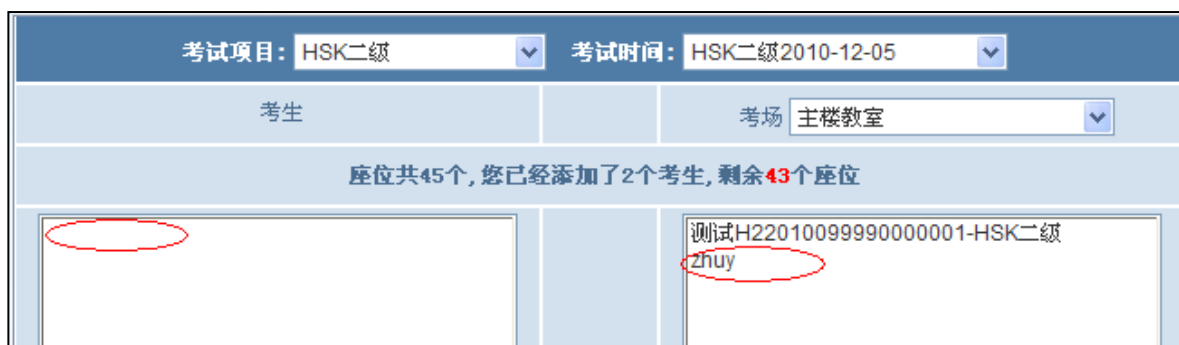 考试项目: HSK二级 考试时间: HSK二级2010-12-05
考生 考场 主楼教室
座位共45个,您已经添加了2个考生,剩余43个座位
测试H22010099990000001-HSK二级
zhuy